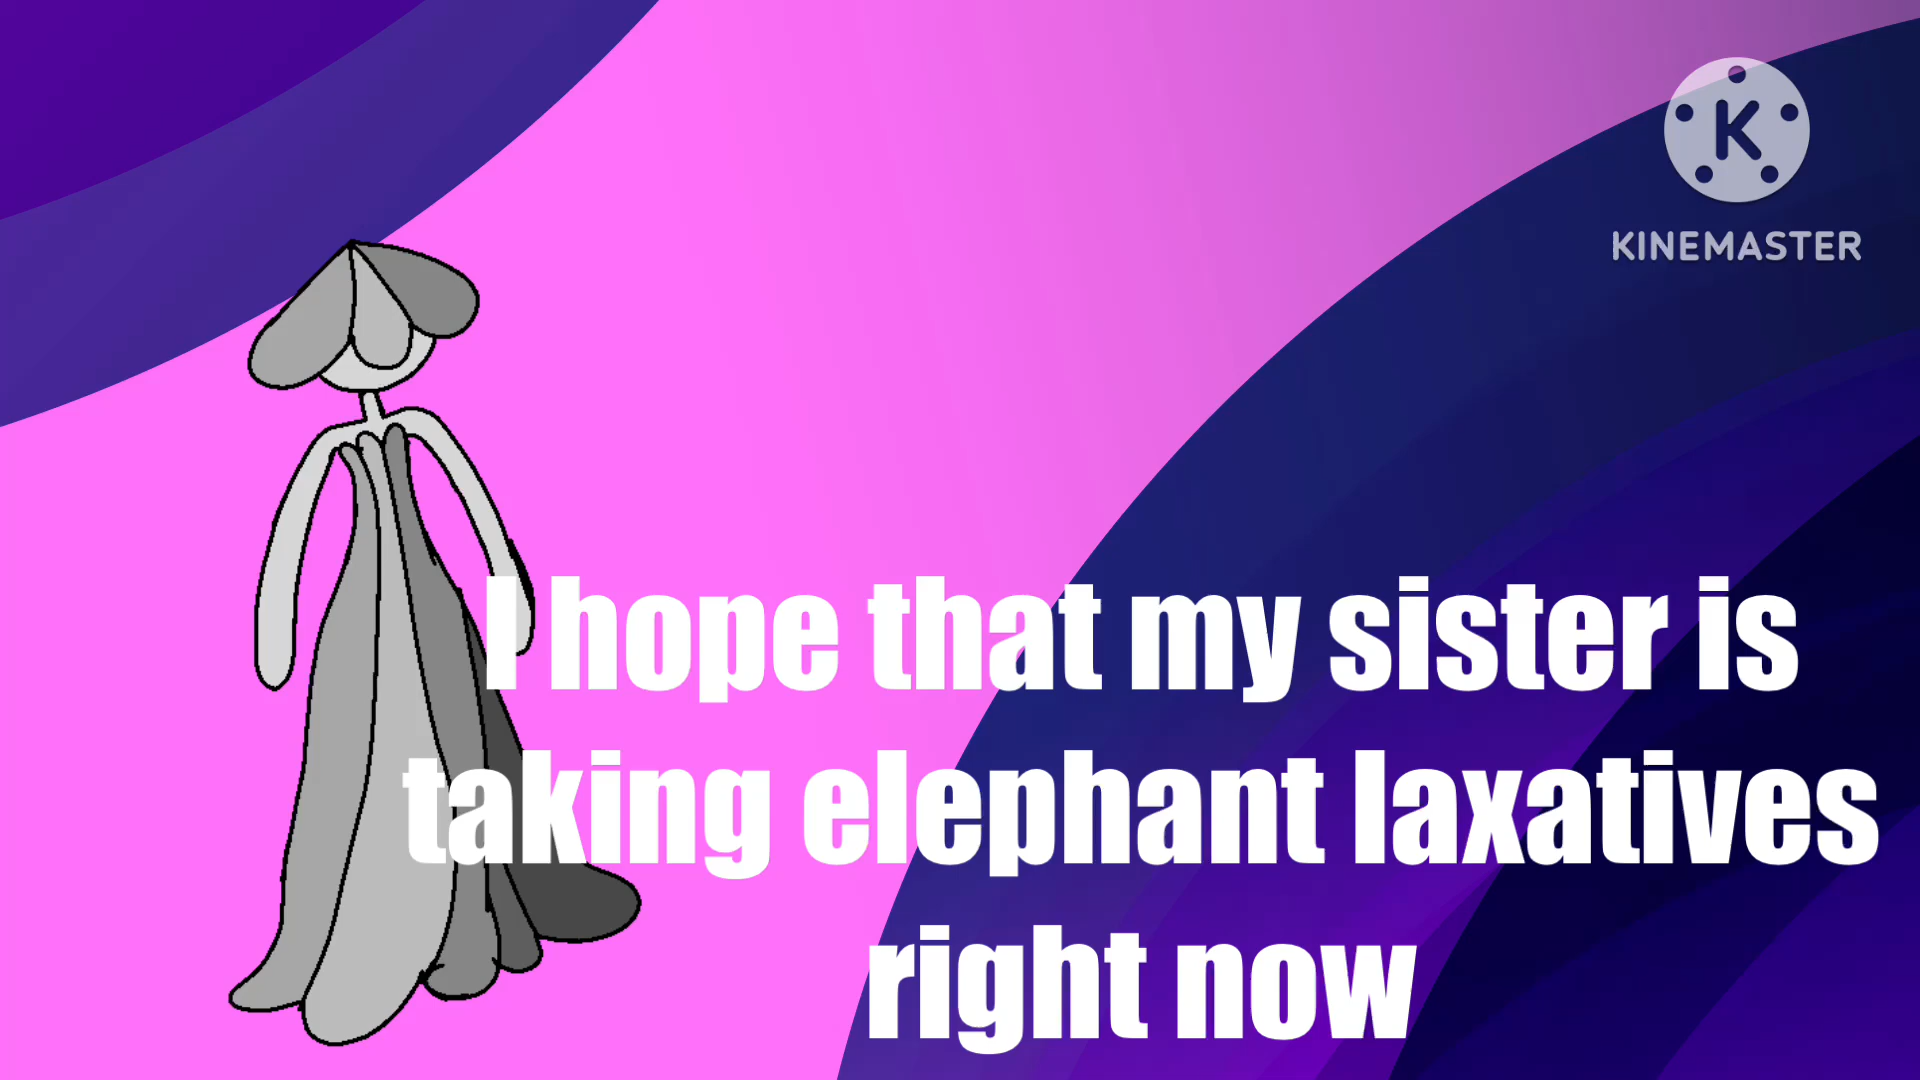 K
KINEMASTER
I hope that my sister is
taking elephant laxatives
right now